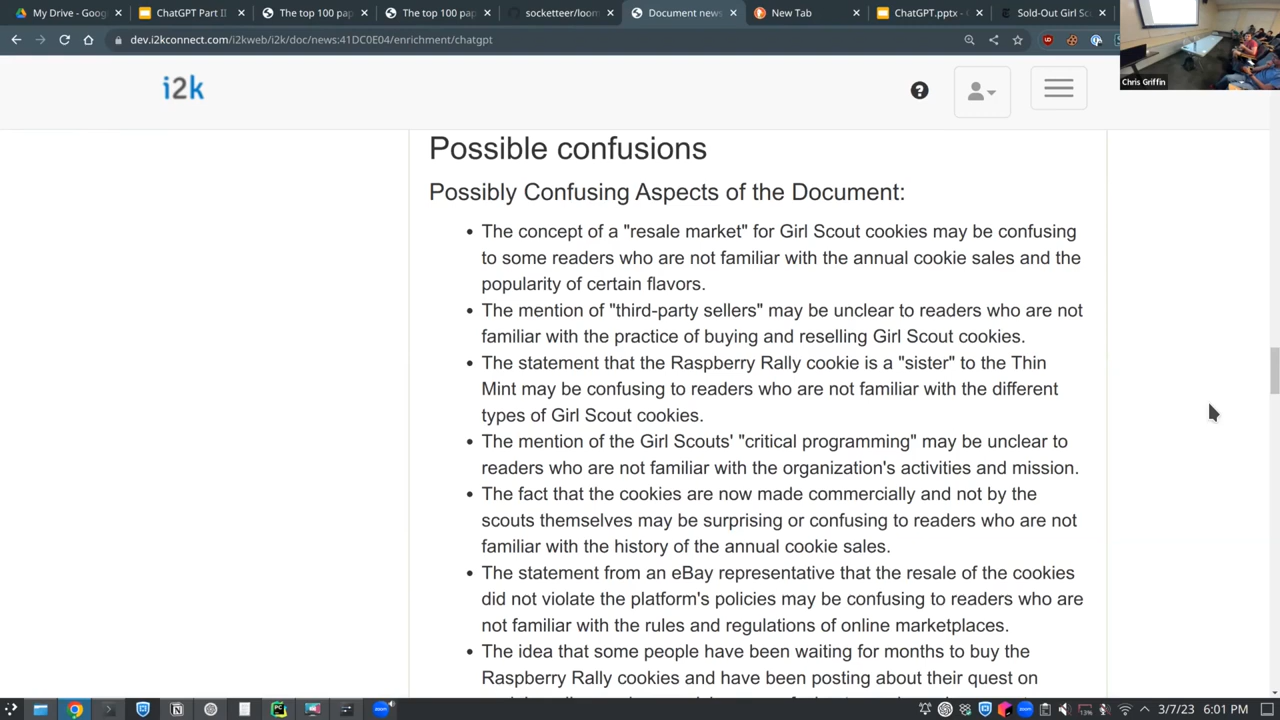 My Drive - Goog
ChatGPT Part II
The top 100 pap
The top 100 pap
socketteer/loom
Document news
New Tab
ChatGPT.pptx - G
Sold-Out Girl Sc
dev.i2kconnect.com/i2kweb/i2k/doc/news:41DC0E04/enrichment/chatgpt
Chris Griffin
i2k
Possible confusions
Possibly Confusing Aspects of the Document:
• The concept of a "resale market" for Girl Scout cookies may be confusing
to some readers who are not familiar with the annual cookie sales and the
popularity of certain flavors.
• The mention of "third-party sellers" may be unclear to readers who are not
familiar with the practice of buying and reselling Girl Scout cookies.
• The statement that the Raspberry Rally cookie is a "sister" to the Thin
Mint may be confusing to readers who are not familiar with the different
types of Girl Scout cookies.
• The mention of the Girl Scouts' "critical programming" may be unclear to
readers who are not familiar with the organization's activities and mission.
• The fact that the cookies are now made commercially and not by the
scouts themselves may be surprising or confusing to readers who are not
familiar with the history of the annual cookie sales.
• The statement from an eBay representative that the resale of the cookies
did not violate the platform's policies may be confusing to readers who are
not familiar with the rules and regulations of online marketplaces.
• The idea that some people have been waiting for months to buy the
Raspberry Rally cookies and have been posting about their quest on
13%
3/7/23
6:01 PM